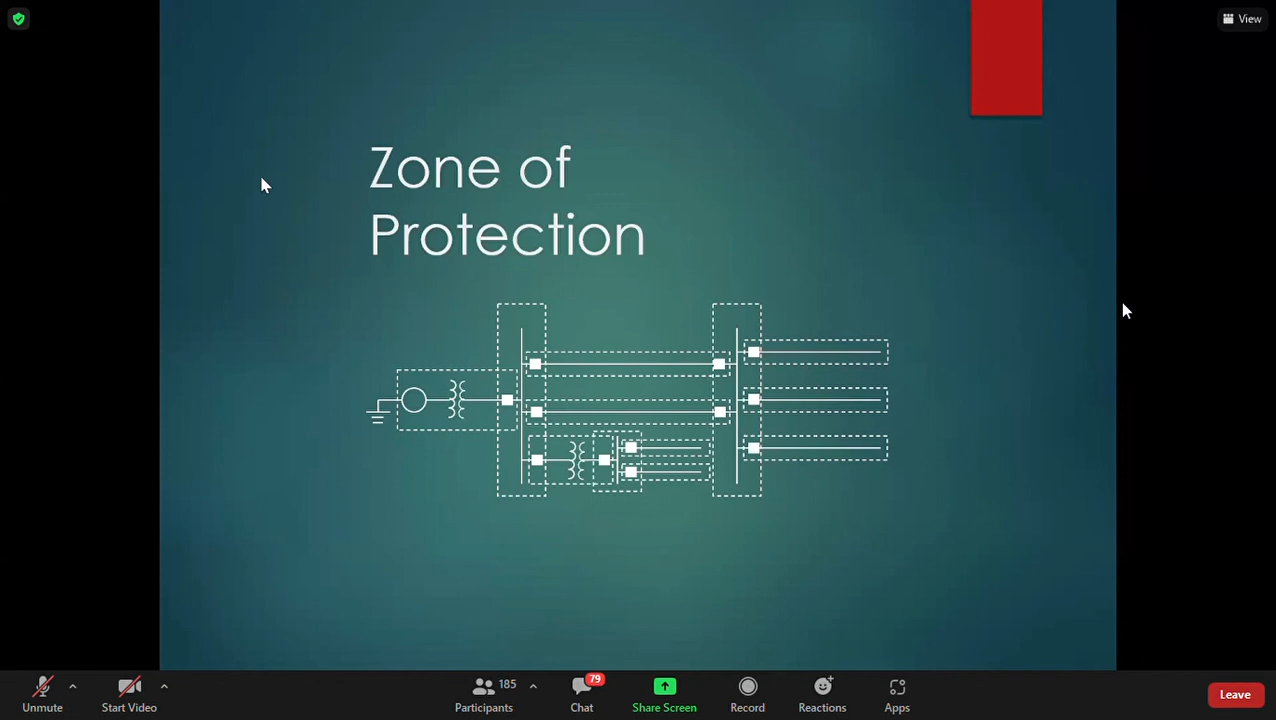 View
Zone of
Protection
Unmute
Start Video
185
Participants
79
Chat
Share Screen
Record
Reactions
Apps
Leave